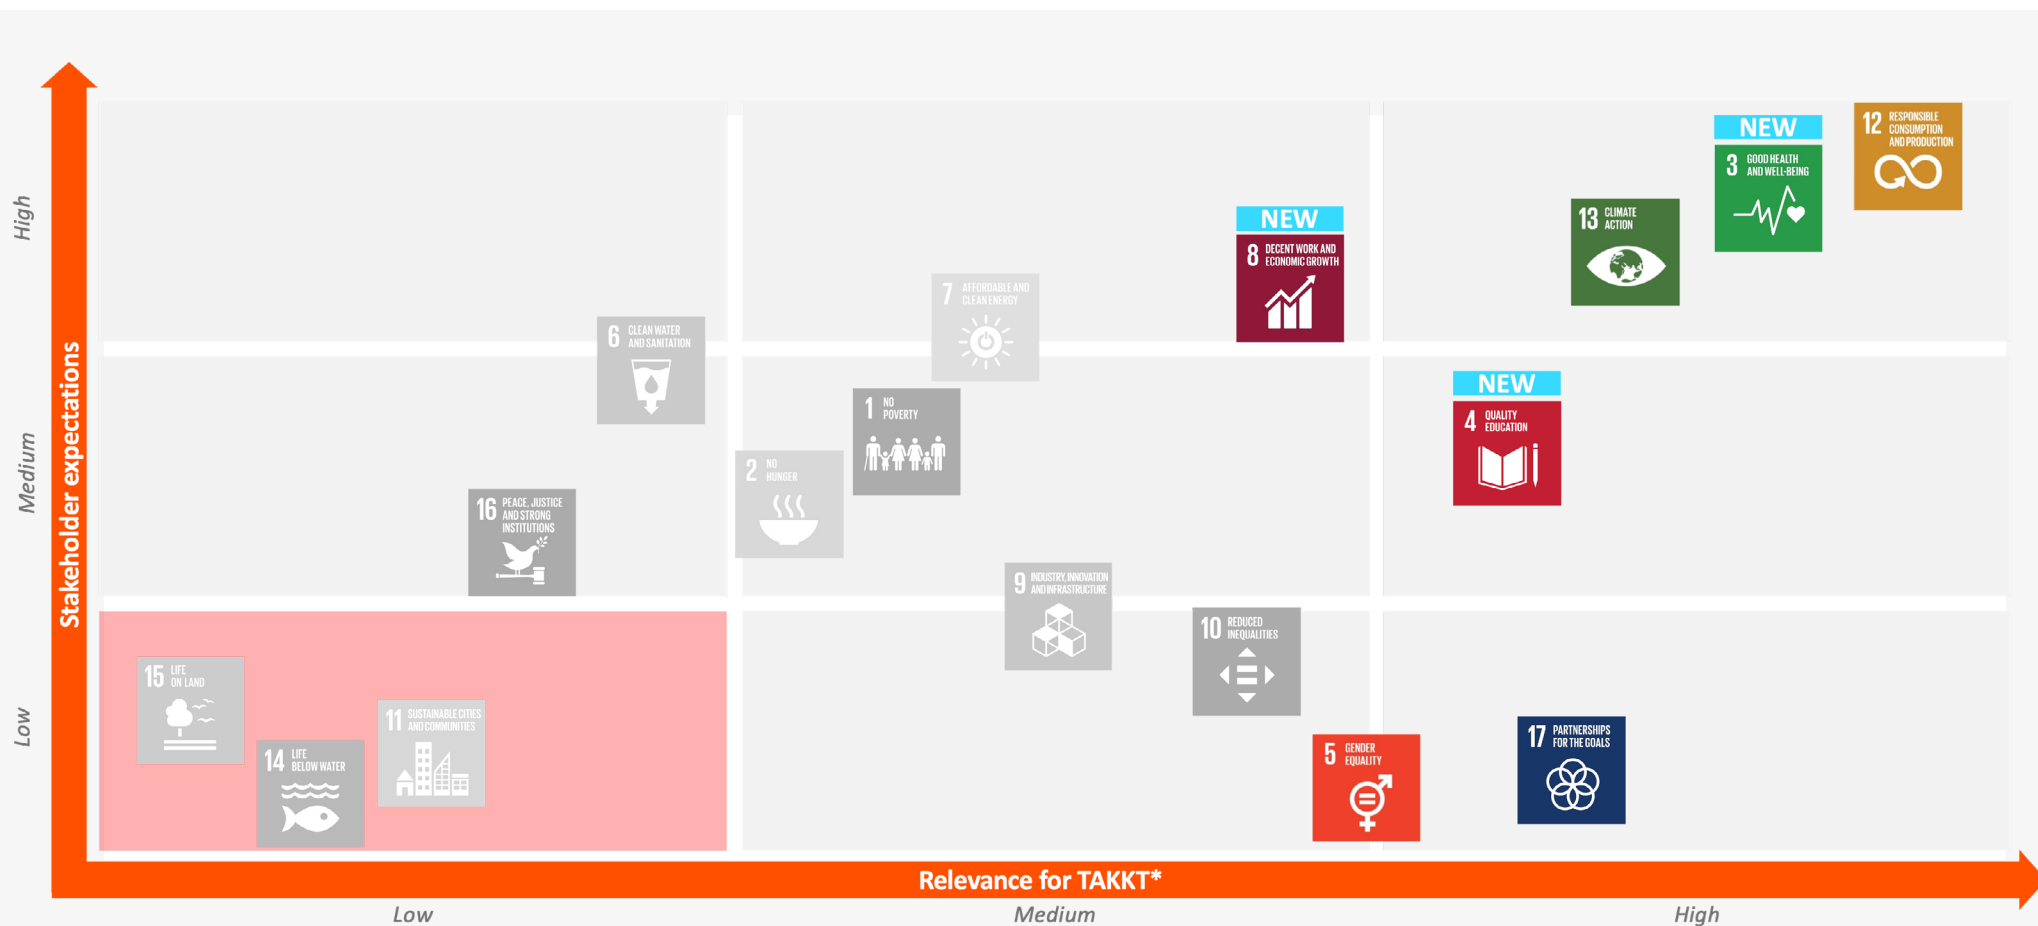 NEW
12 RESPONSIBLE
CONSUMPTION
AND PRODUCTION
3 GOOD HEALTH
AND WELL-BEING
13 CLIMATE
ACTION
NEW
8 DECENT WORK AND
ECONOMIC GROWTH
High
7 AFFORDABLE AND
CLEAN ENERGY
6 CLEAN WATER
AND SANITATION
NEW
4 QUALITY
EDUCATION
1 NO
POVERTY
2 NO
HUNGER
Medium
Stakeholder expectations
16 PEACE, JUSTICE
AND STRONG
INSTITUTIONS
9 INDUSTRY, INNOVATION
AND INFRASTRUCTURE
10 REDUCED
INEQUALITIES
15 LIFE
ON LAND
11 SUSTAINABLE CITIES
AND COMMUNITIES
14 LIFE
BELOW WATER
5 GENDER
EQUALITY
17 PARTNERSHIPS
FOR THE GOALS
Low
Relevance for TAKKT*
Low
Medium
High